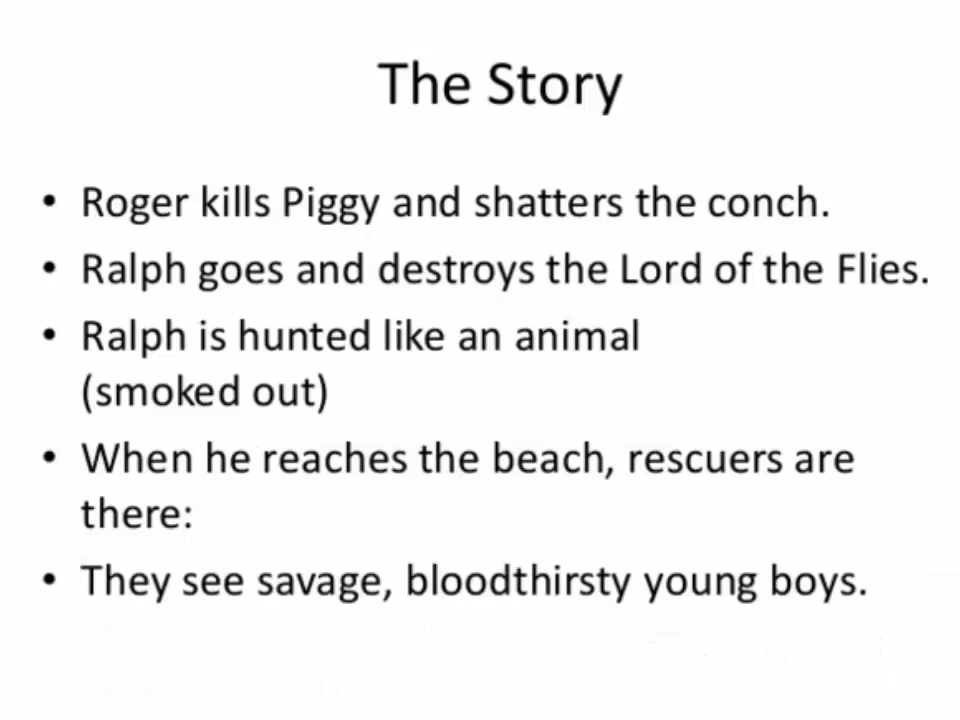 The Story
• Roger kills Piggy and shatters the conch.
• Ralph goes and destroys the Lord of the Flies.
• Ralph is hunted like an animal
(smoked out)
• When he reaches the beach, rescuers are
there:
• They see savage, bloodthirsty young boys.